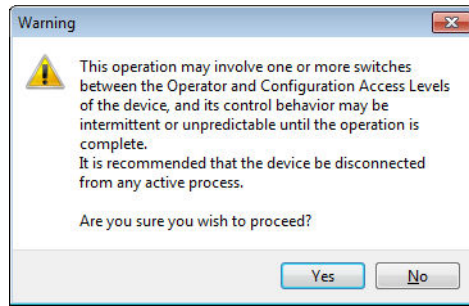 Warning
This operation may involve one or more switches
between the Operator and Configuration Access Levels
of the device, and its control behavior may be
intermittent or unpredictable until the operation is
complete.
It is recommended that the device be disconnected
from any active process.
Are you sure you wish to proceed?
Yes
No